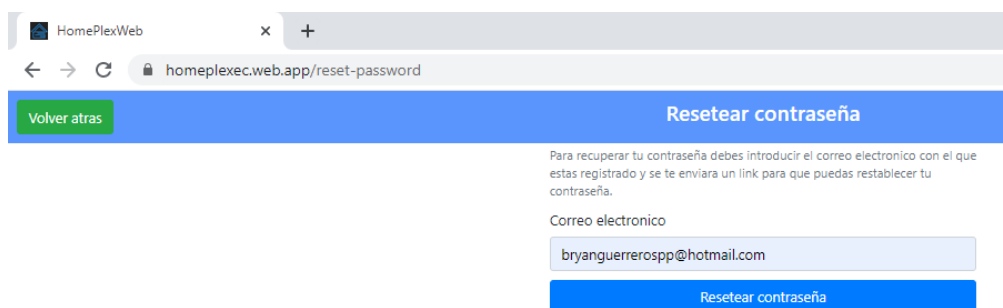 HomePlexWeb
homeplexec.web.app/reset-password
Volver atras
Resetear contraseña
Para recuperar tu contraseña debes introducir el correo electronico con el que
estas registrado y se te enviara un link para que puedas restablecer tu
contraseña.
Correo electronico
bryanguerrerospp@hotmail.com
Resetear contraseña